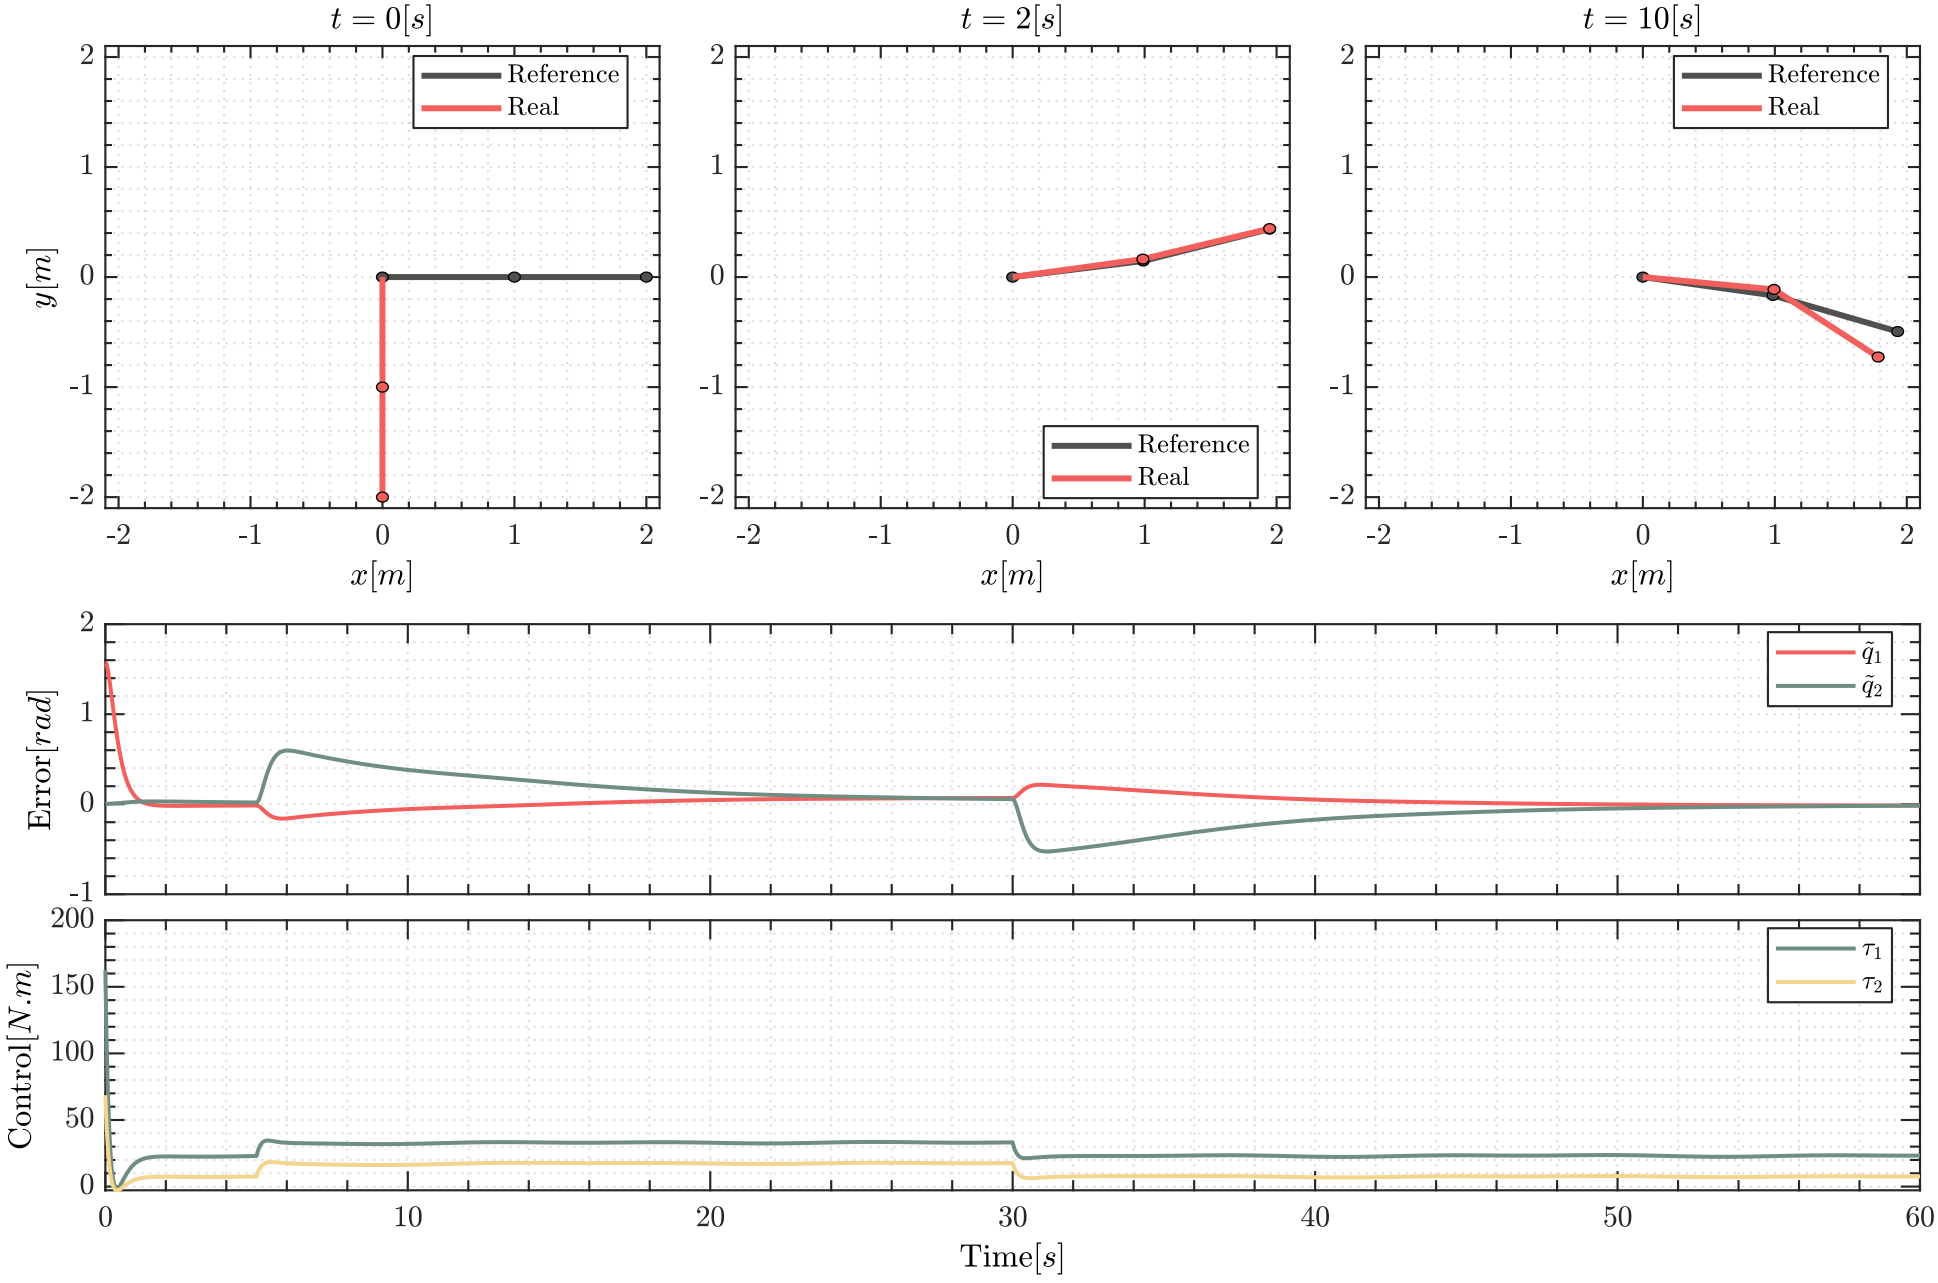 t = 0[s]
2
1
0
-1
-2
-2 -1 0 1 2
y[m]
x[m]
Reference
Real
t = 2[s]
2
1
0
-1
-2
-2 -1 0 1 2
x[m]
Reference
Real
t = 10[s]
2
1
0
-1
-2
-2 -1 0 1 2
x[m]
Reference
Real
2
1
0
-1
Error[rad]
q̃₁
q̃₂
200
150
100
50
0
Control[N.m]
τ₁
τ₂
0 10 20 30 40 50 60
Time[s]